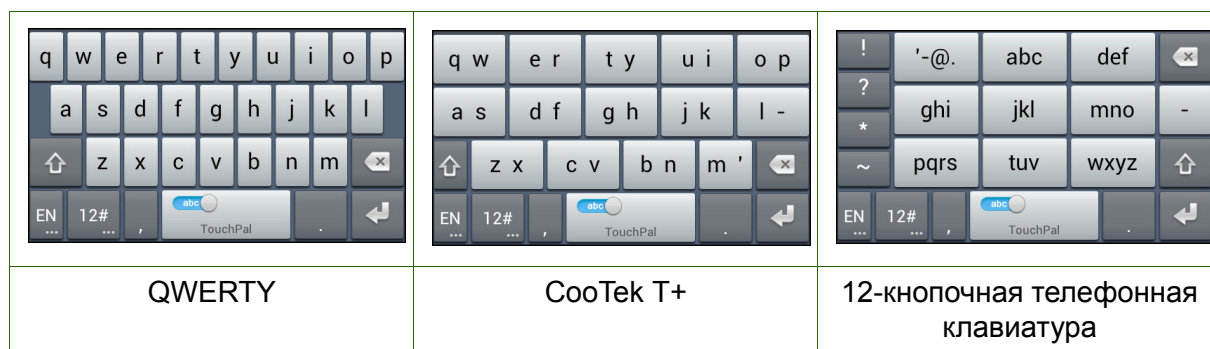 q w e r t y u i o p
a s d f g h j k l
z x c v b n m
EN ... 12# ... , abc TouchPal .
QWERTY
q w e r t y u i o p
a s d f g h j k l -
z x c v b n m '
EN ... 12# ... , abc TouchPal .
CooTek T+
! '-@. abc def
? ghi jkl mno -
*
~ pqrs tuv wxyz
EN ... 12# ... , abc TouchPal .
12-кнопочная телефонная
клавиатура